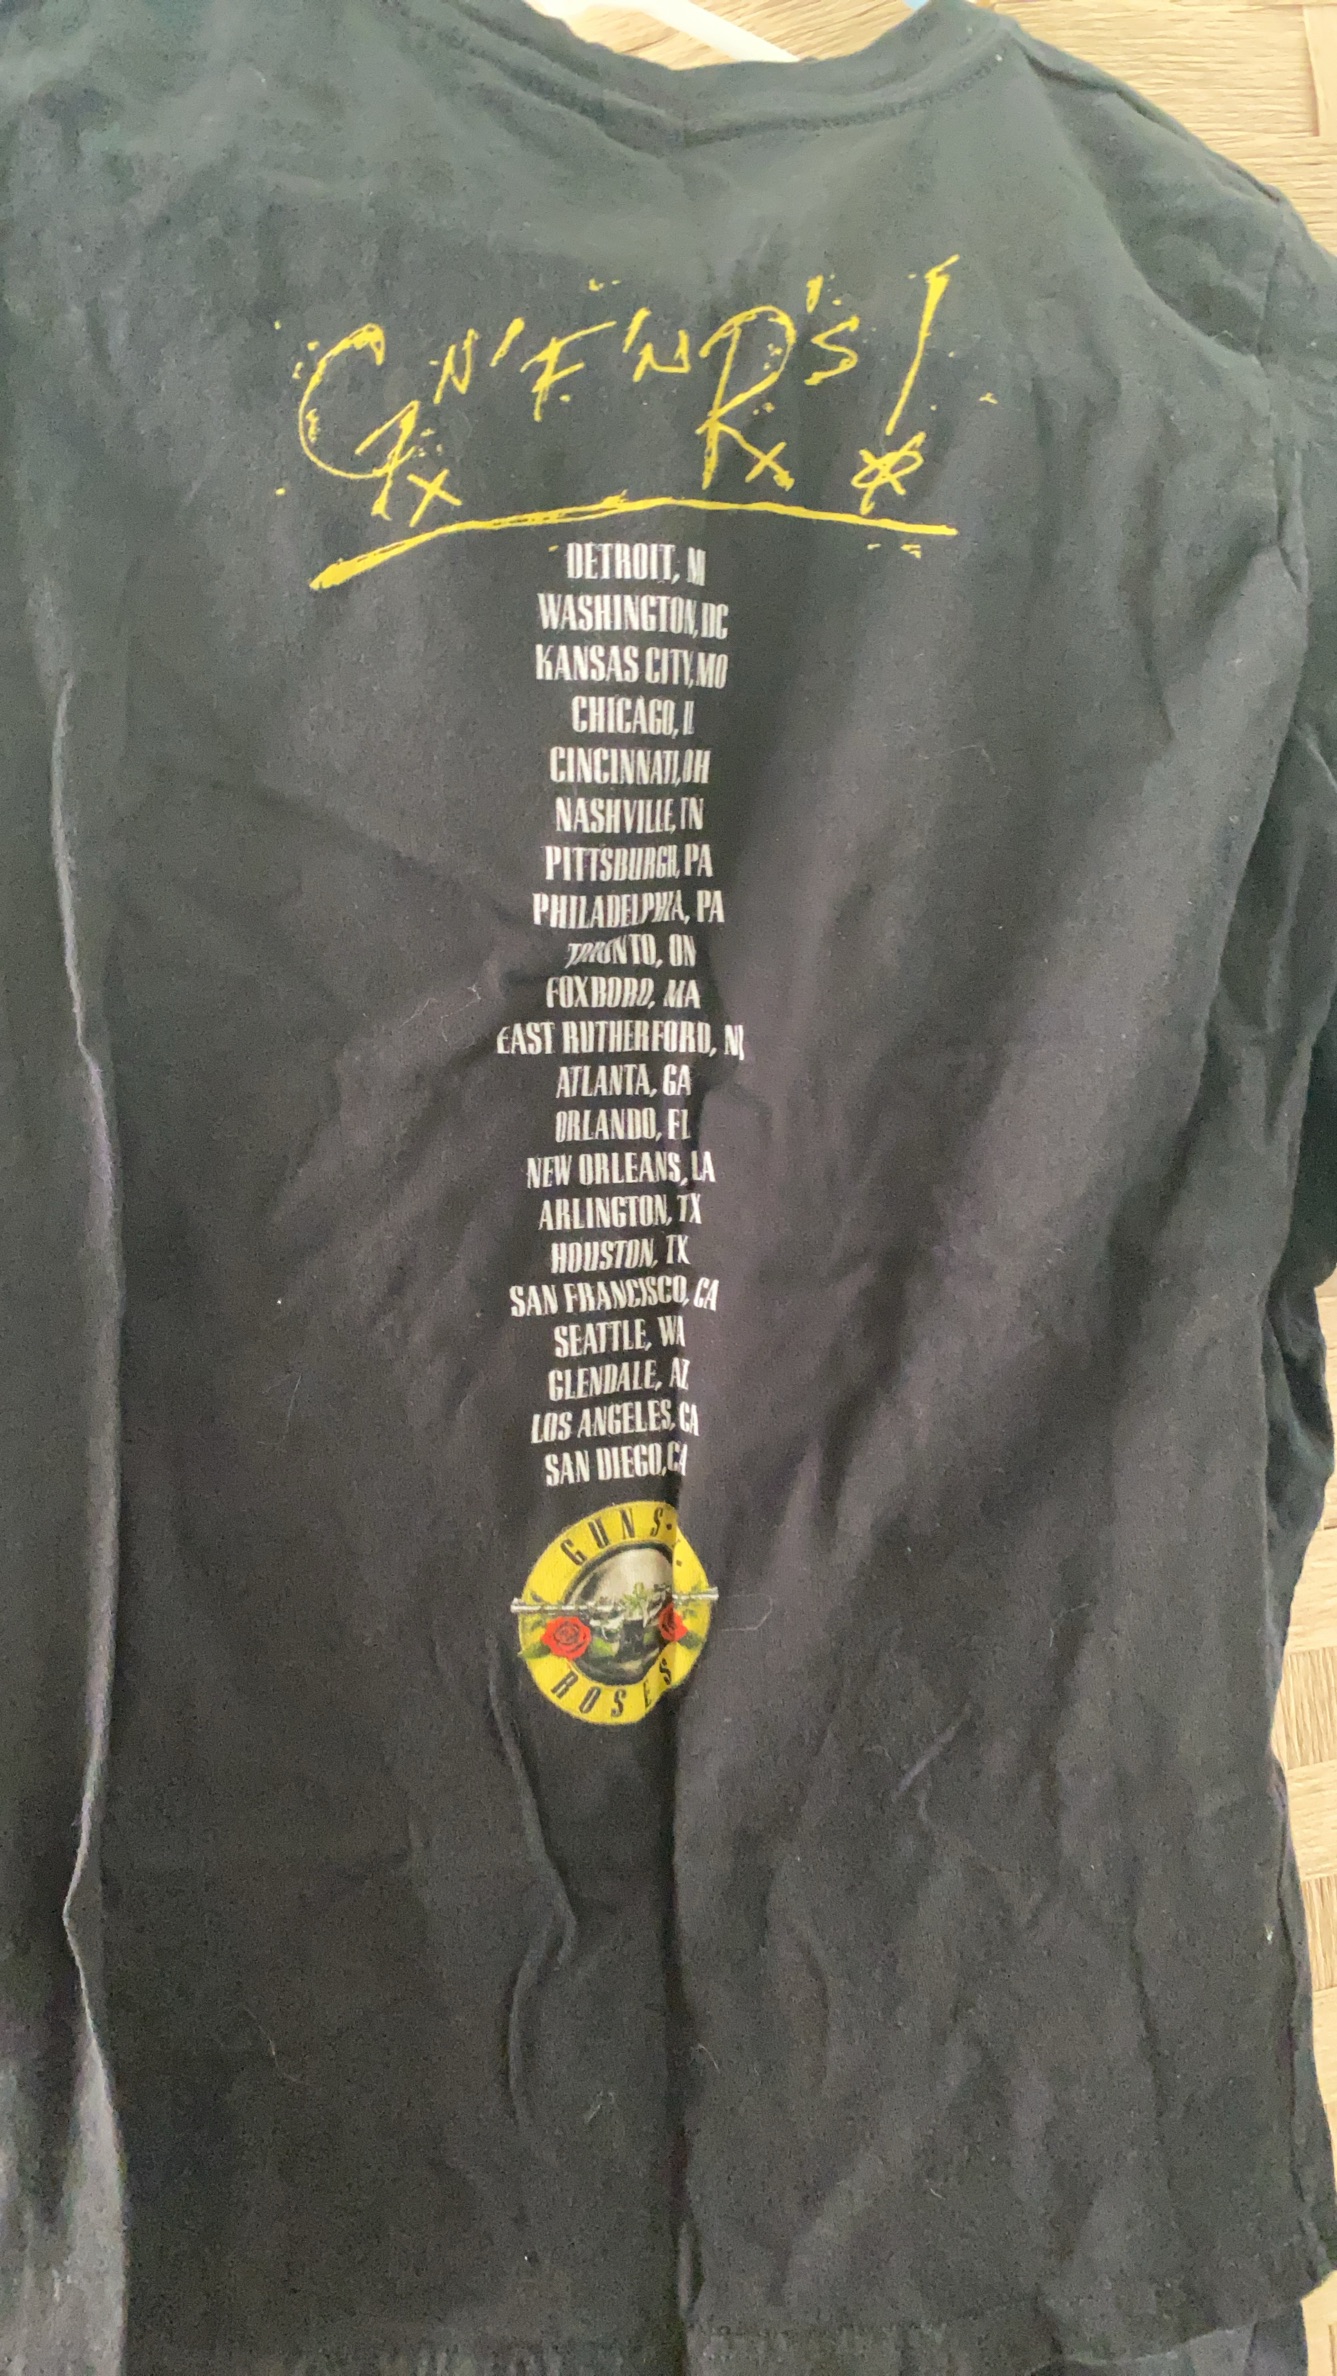 GN'F'NR'S!
DETROIT, MI
WASHINGTON, DC
KANSAS CITY, MO
CHICAGO, IL
CINCINNATI, OH
NASHVILLE, TN
PITTSBURGH, PA
PHILADELPHIA, PA
TORONTO, ON
FOXBORO, MA
EAST RUTHERFORD, NJ
ATLANTA, GA
ORLANDO, FL
NEW ORLEANS, LA
ARLINGTON, TX
HOUSTON, TX
SAN FRANCISCO, CA
SEATTLE, WA
GLENDALE, AZ
LOS ANGELES, CA
SAN DIEGO, CA
GUNS
ROSES